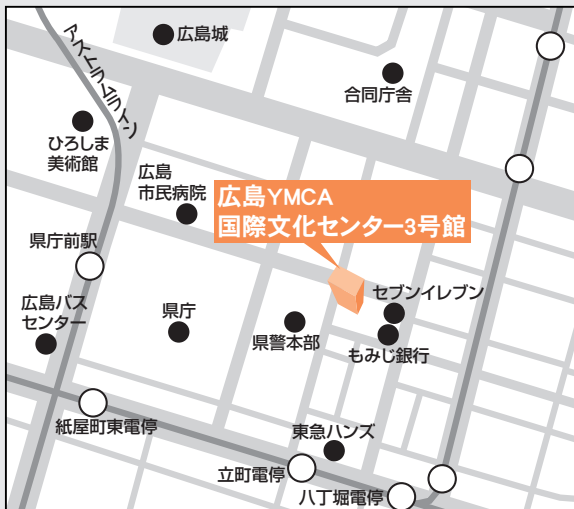 広島城
アストラムライン
合同庁舎
ひろしま
美術館
広島
市民病院
広島YMCA
国際文化センター3号館
県庁前駅
セブンイレブン
広島バス
センター
県庁
県警本部
もみじ銀行
紙屋町東電停
東急ハンズ
立町電停
八丁堀電停